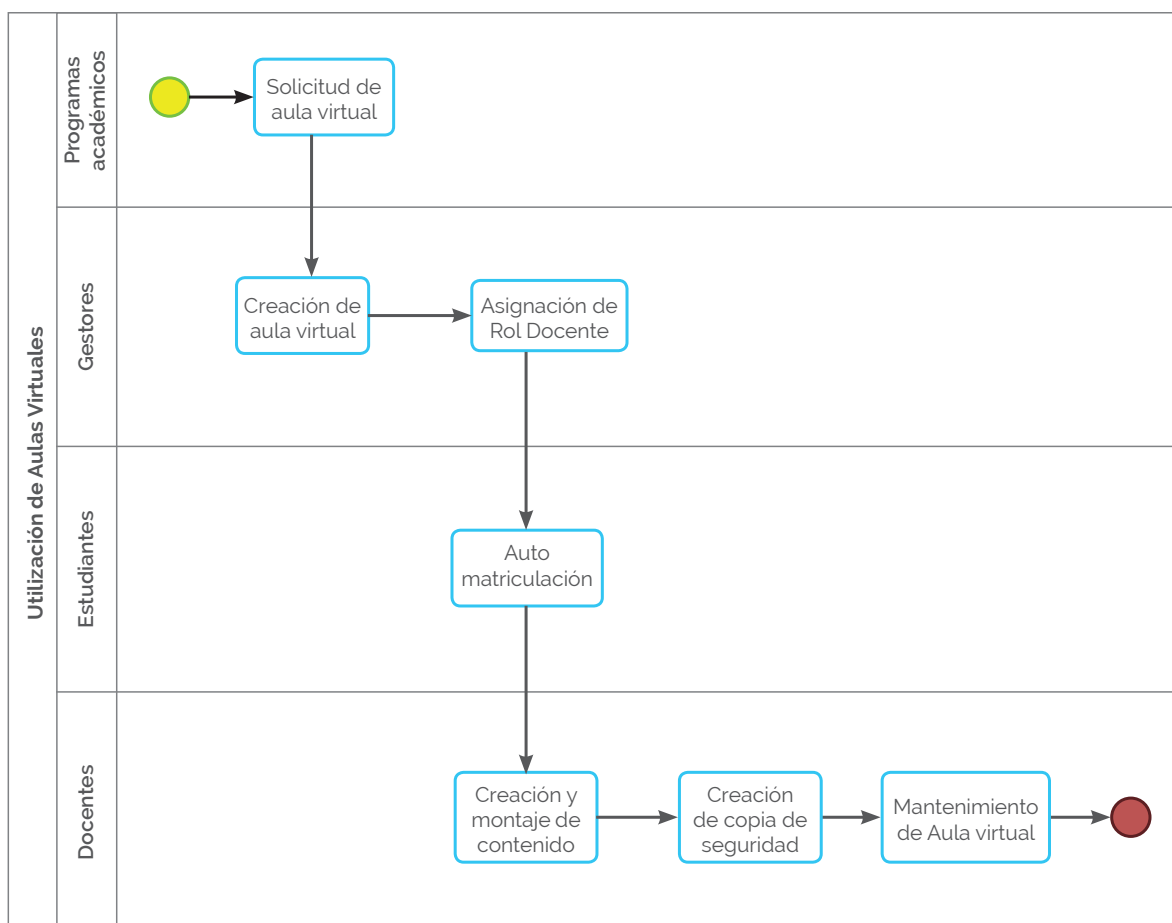 Utilización de Aulas Virtuales
Programas
académicos
Solicitud de
aula virtual
Gestores
Creación de
aula virtual
Asignación de
Rol Docente
Estudiantes
Auto
matriculación
Docentes
Creación y
montaje de
contenido
Creación
de copia de
seguridad
Mantenimiento
de Aula virtual